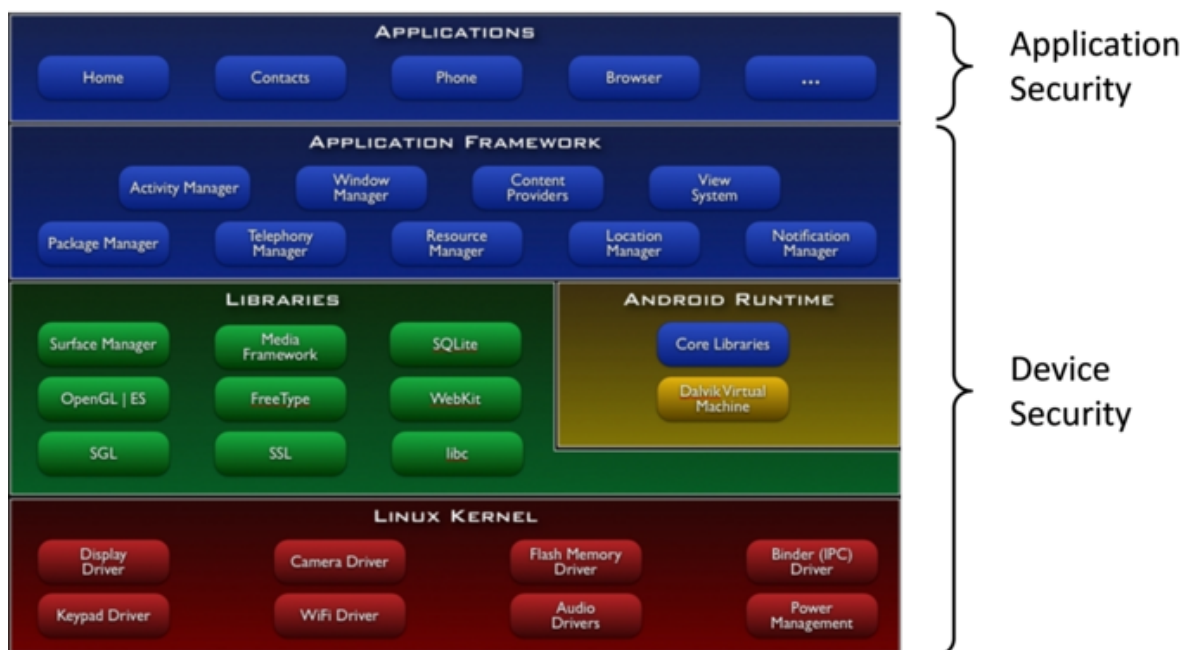 APPLICATIONS
Home
Contacts
Phone
Browser
...
Application
Security
APPLICATION FRAMEWORK
Activity Manager
Window
Manager
Content
Providers
View
System
Package Manager
Telephony
Manager
Resource
Manager
Location
Manager
Notification
Manager
LIBRARIES
Surface Manager
Media
Framework
SQLite
OpenGL | ES
FreeType
WebKit
SGL
SSL
libc
ANDROID RUNTIME
Core Libraries
Dalvik Virtual
Machine
Device
Security
LINUX KERNEL
Display
Driver
Camera Driver
Flash Memory
Driver
Binder (IPC)
Driver
Keypad Driver
WiFi Driver
Audio
Drivers
Power
Management